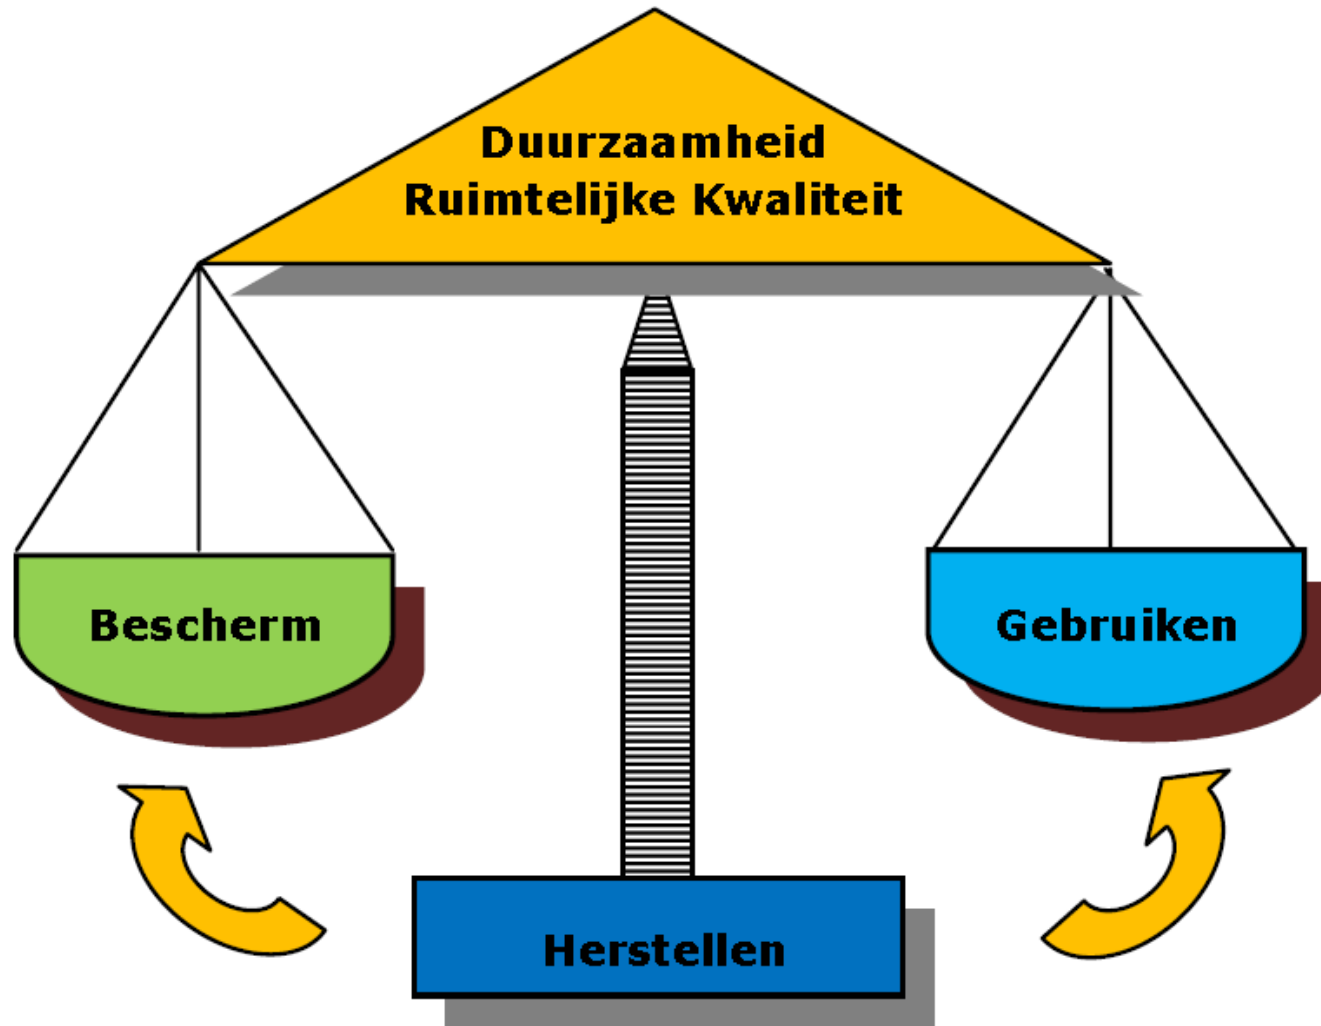 Duurzaamheid
Ruimtelijke Kwaliteit
Bescherm
Gebruiken
Herstellen